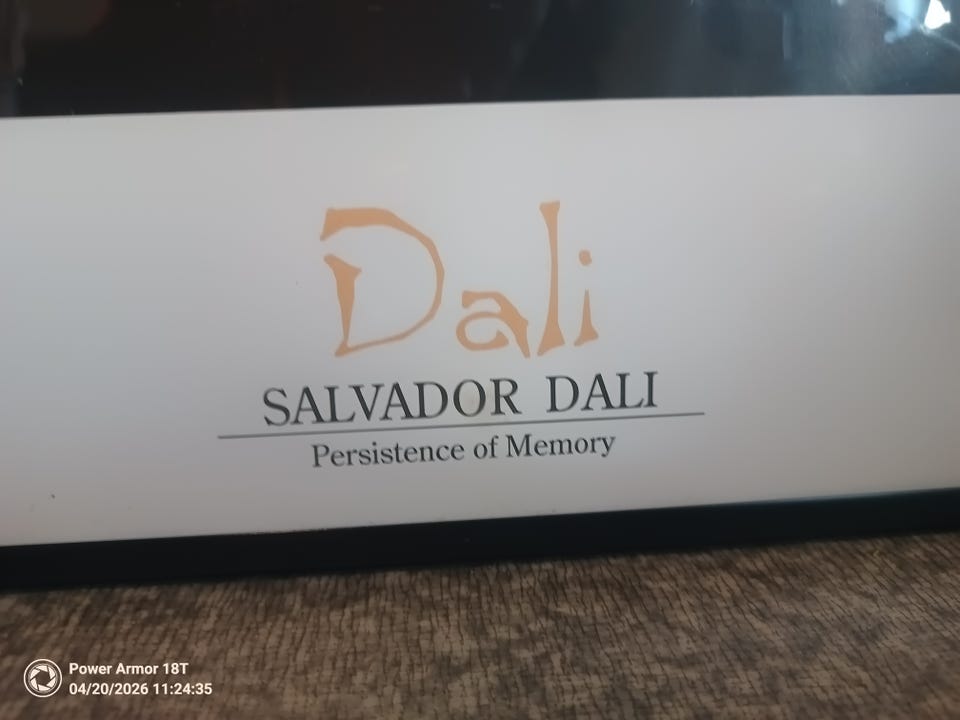 Dali
SALVADOR DALI
Persistence of Memory
Power Armor 18T
04/20/2026 11:24:35